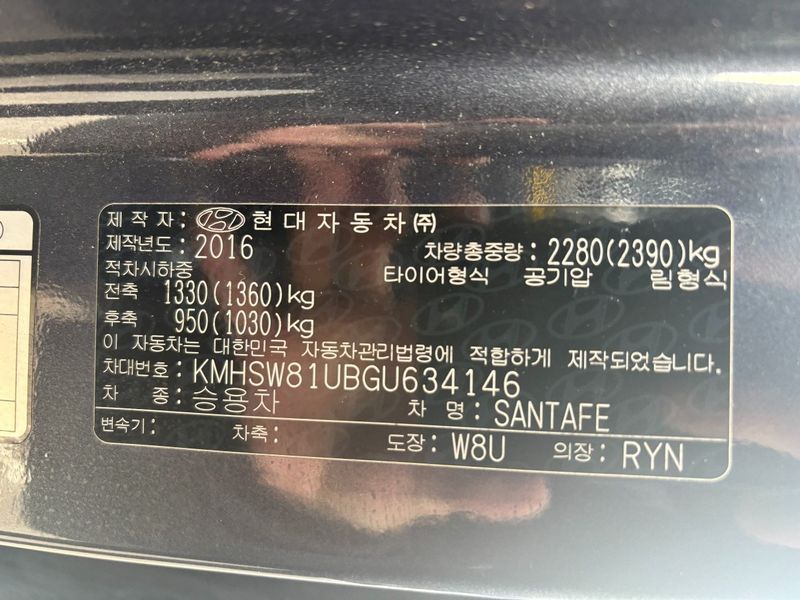 제 작 자: 현대자동차㈜
제작년도: 2016 차량총중량: 2280(2390)kg
적차시하중 타이어형식 공기압 림형식
전축 1330(1360)kg
후축 950(1030)kg
이 자동차는 대한민국 자동차관리법령에 적합하게 제작되었습니다.
차대번호: KMHSW81UBGU634146
차 종: 승용차 차 명: SANTAFE
변속기: 차축: 도장: W8U 의장: RYN